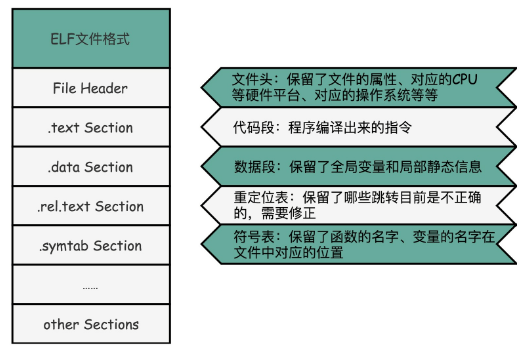 ELF文件格式
File Header
文件头：保留了文件的属性、对应的CPU
等硬件平台、对应的操作系统等等
.text Section
代码段：程序编译出来的指令
.data Section
数据段：保留了全局变量和局部静态信息
.rel.text Section
重定位表：保留了哪些跳转目前是不正确
的，需要修正
.symtab Section
符号表：保留了函数的名字、变量的名字在
文件中对应的位置
……
other Sections